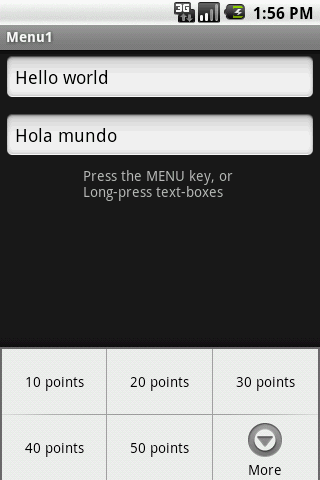 3G 1:56 PM
Menu1
Hello world
Hola mundo
Press the MENU key, or
Long-press text-boxes
10 points 20 points 30 points
40 points 50 points More